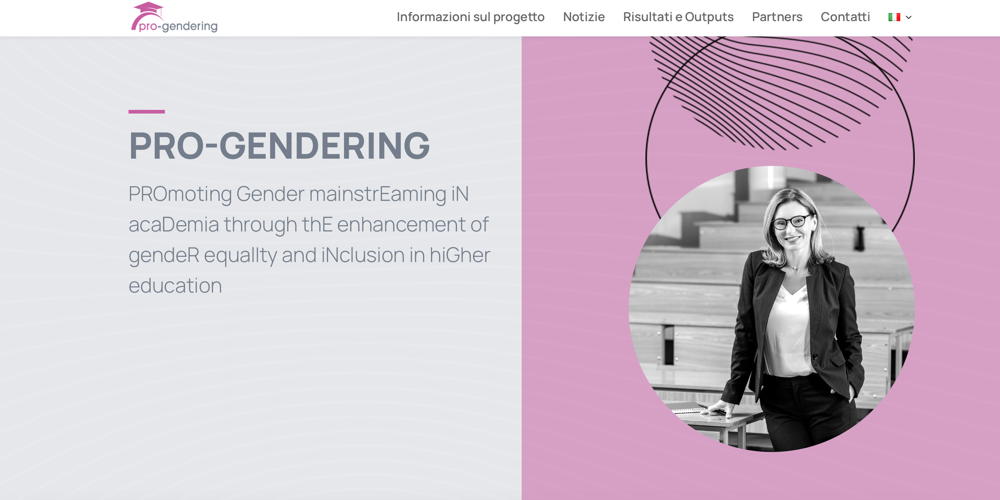 pro-gendering
Informazioni sul progetto
Notizie
Risultati e Outputs
Partners
Contatti
PRO-GENDERING
PROmoting Gender mainstrEaming iN
acaDemia through thE enhancement of
gendeR equalIty and iNclusion in hiGher
education